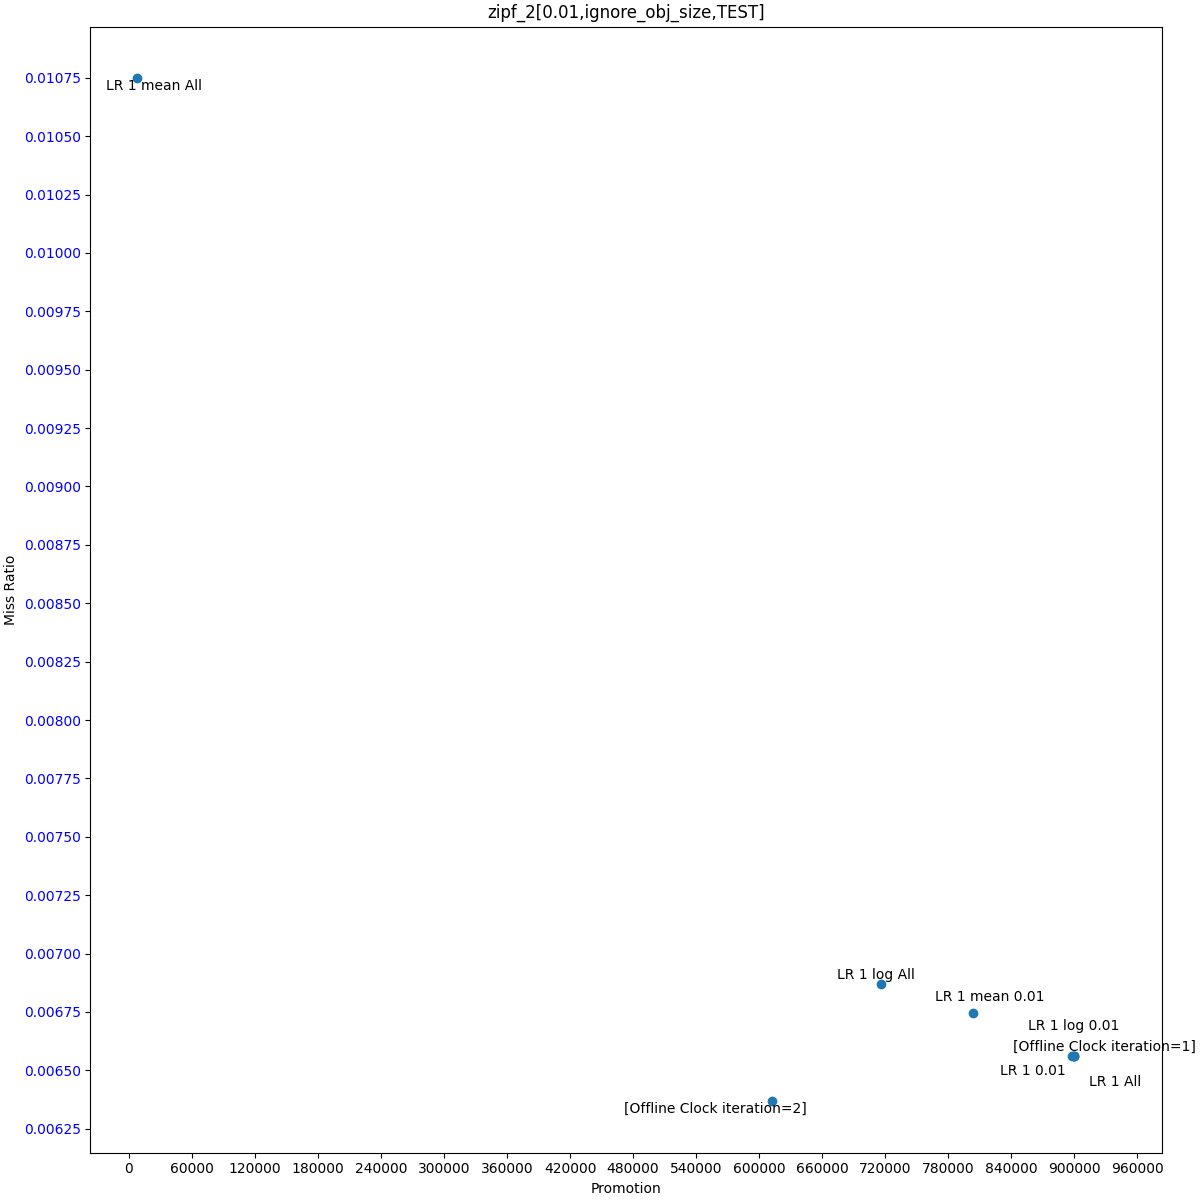 zipf_2[0.01,ignore_obj_size,TEST]
0.01075
LR 1 mean All
0.01050
0.01025
0.01000
0.00975
0.00950
0.00925
0.00900
0.00875
0.00850
0.00825
0.00800
0.00775
0.00750
0.00725
0.00700
0.00675
0.00650
0.00625
Miss Ratio
LR 1 log All
LR 1 mean 0.01
LR 1 log 0.01
[Offline Clock iteration=1]
LR 1 0.01
LR 1 All
[Offline Clock iteration=2]
0 60000 120000 180000 240000 300000 360000 420000 480000 540000 600000 660000 720000 780000 840000 900000 960000
Promotion